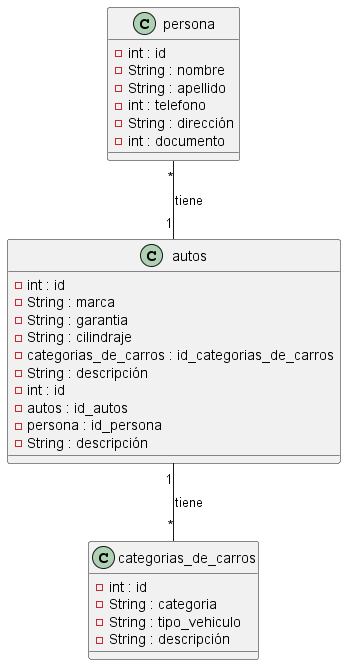 C persona
int : id
String : nombre
String : apellido
int : telefono
String : dirección
int : documento
*
tiene
1
C autos
int : id
String : marca
String : garantia
String : cilindraje
categorias_de_carros : id_categorias_de_carros
String : descripción
int : id
autos : id_autos
persona : id_persona
String : descripción
1
tiene
*
C categorias_de_carros
int : id
String : categoria
String : tipo_vehiculo
String : descripción